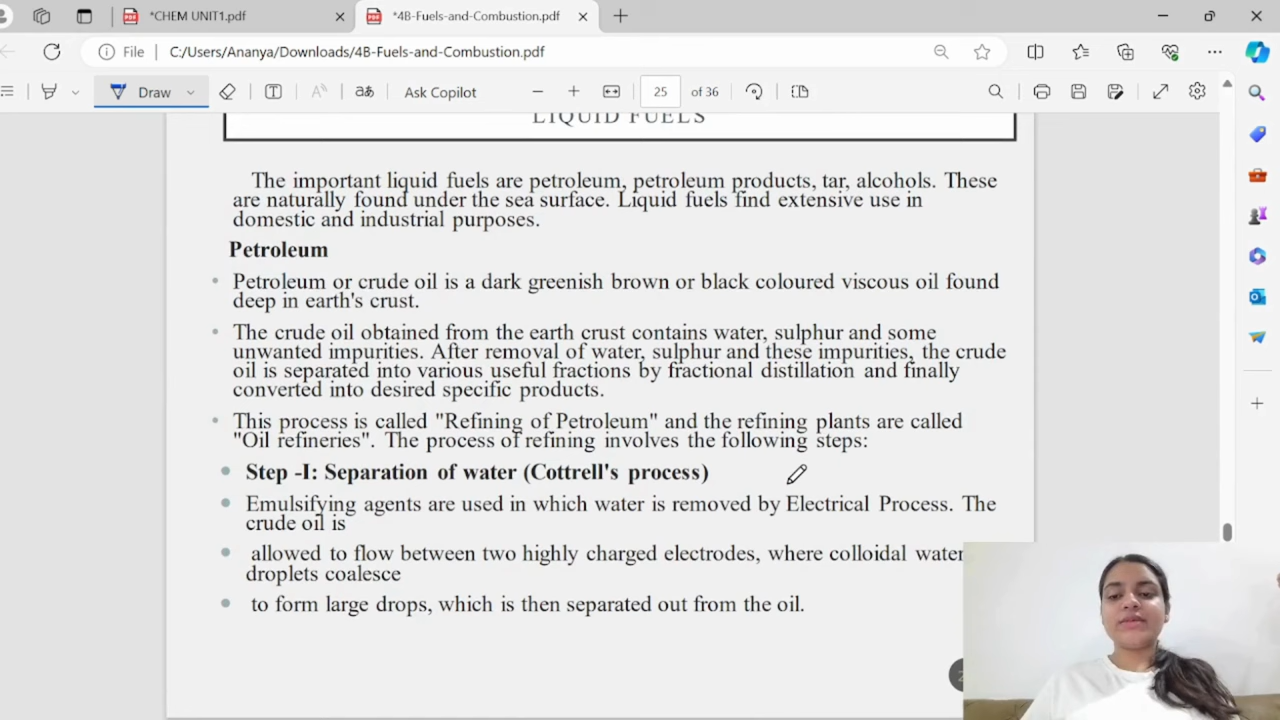 *CHEM UNIT1.pdf
*4B-Fuels-and-Combustion.pdf
File
C:/Users/Ananya/Downloads/4B-Fuels-and-Combustion.pdf
Draw
Ask Copilot
25 of 36
LIQUID FUELS
The important liquid fuels are petroleum, petroleum products, tar, alcohols. These
are naturally found under the sea surface. Liquid fuels find extensive use in
domestic and industrial purposes.
Petroleum
Petroleum or crude oil is a dark greenish brown or black coloured viscous oil found
deep in earth's crust.
The crude oil obtained from the earth crust contains water, sulphur and some
unwanted impurities. After removal of water, sulphur and these impurities, the crude
oil is separated into various useful fractions by fractional distillation and finally
converted into desired specific products.
This process is called "Refining of Petroleum" and the refining plants are called
"Oil refineries". The process of refining involves the following steps:
Step -I: Separation of water (Cottrell's process)
Emulsifying agents are used in which water is removed by Electrical Process. The
crude oil is
allowed to flow between two highly charged electrodes, where colloidal water
droplets coalesce
to form large drops, which is then separated out from the oil.